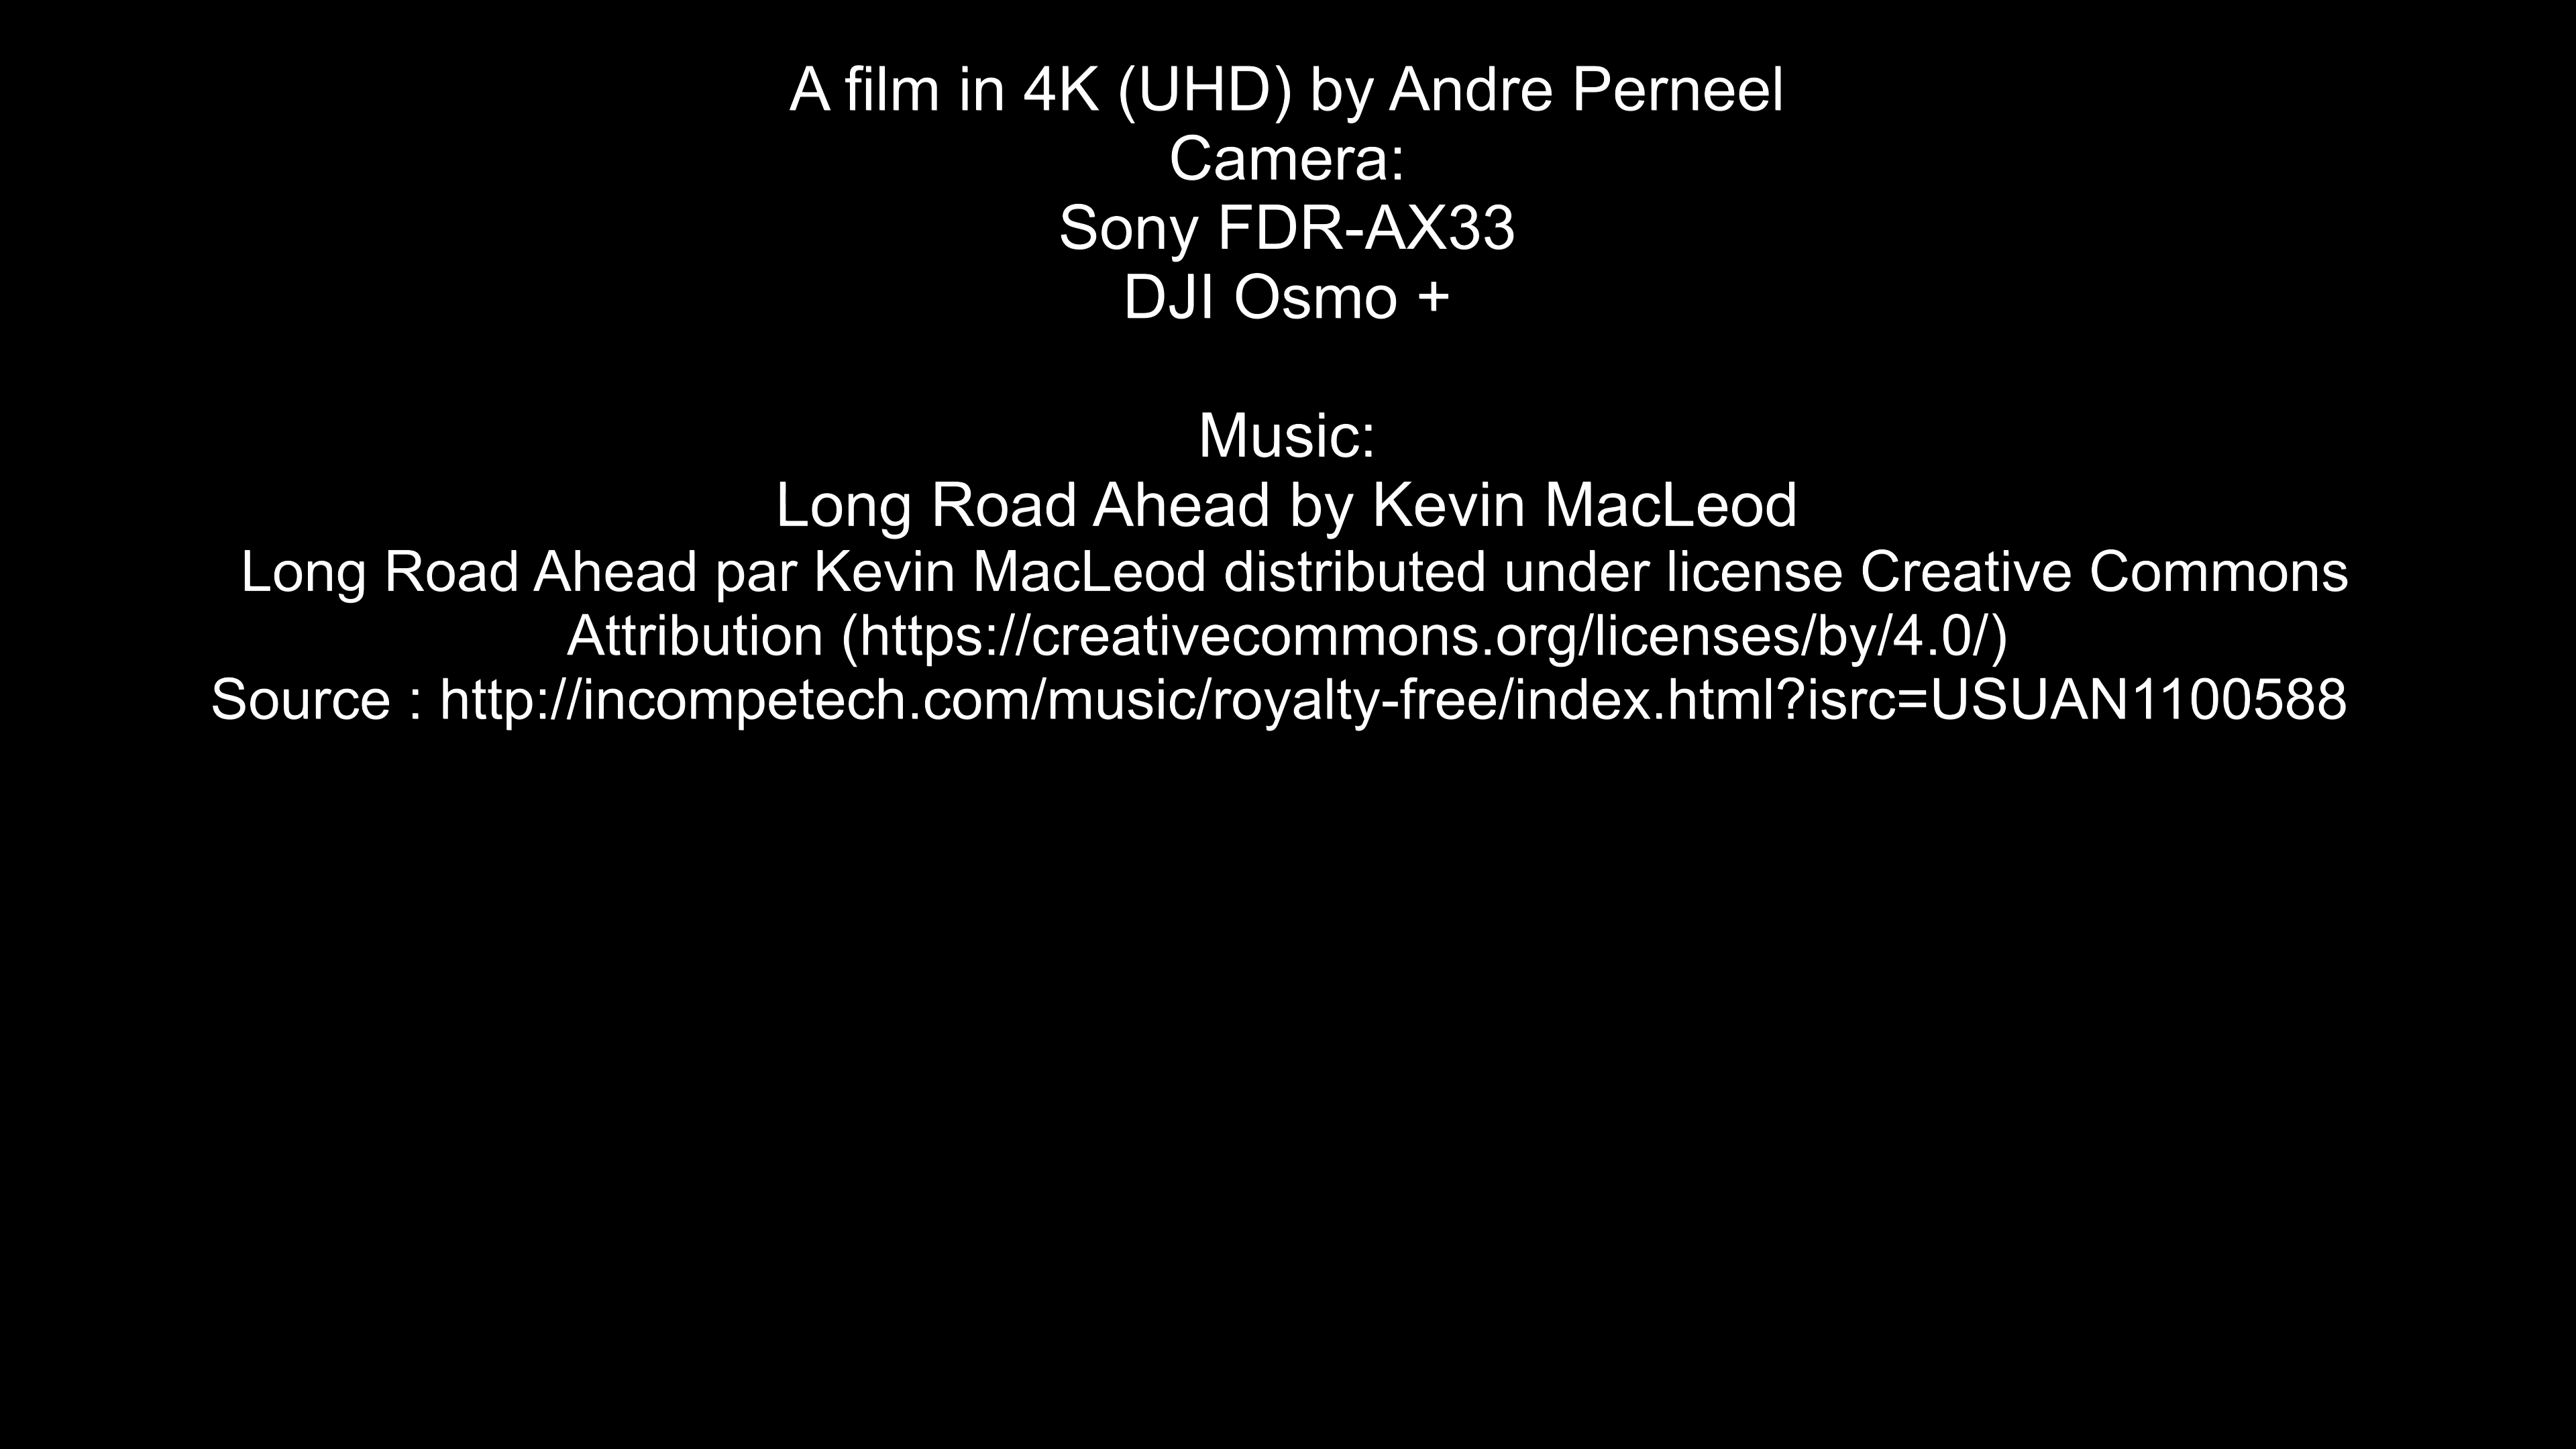 A film in 4K (UHD) by Andre Perneel
Camera:
Sony FDR-AX33
DJI Osmo +
Music:
Long Road Ahead by Kevin MacLeod
Long Road Ahead par Kevin MacLeod distributed under license Creative Commons
Attribution (https://creativecommons.org/licenses/by/4.0/)
Source : http://incompetech.com/music/royalty-free/index.html?isrc=USUAN1100588